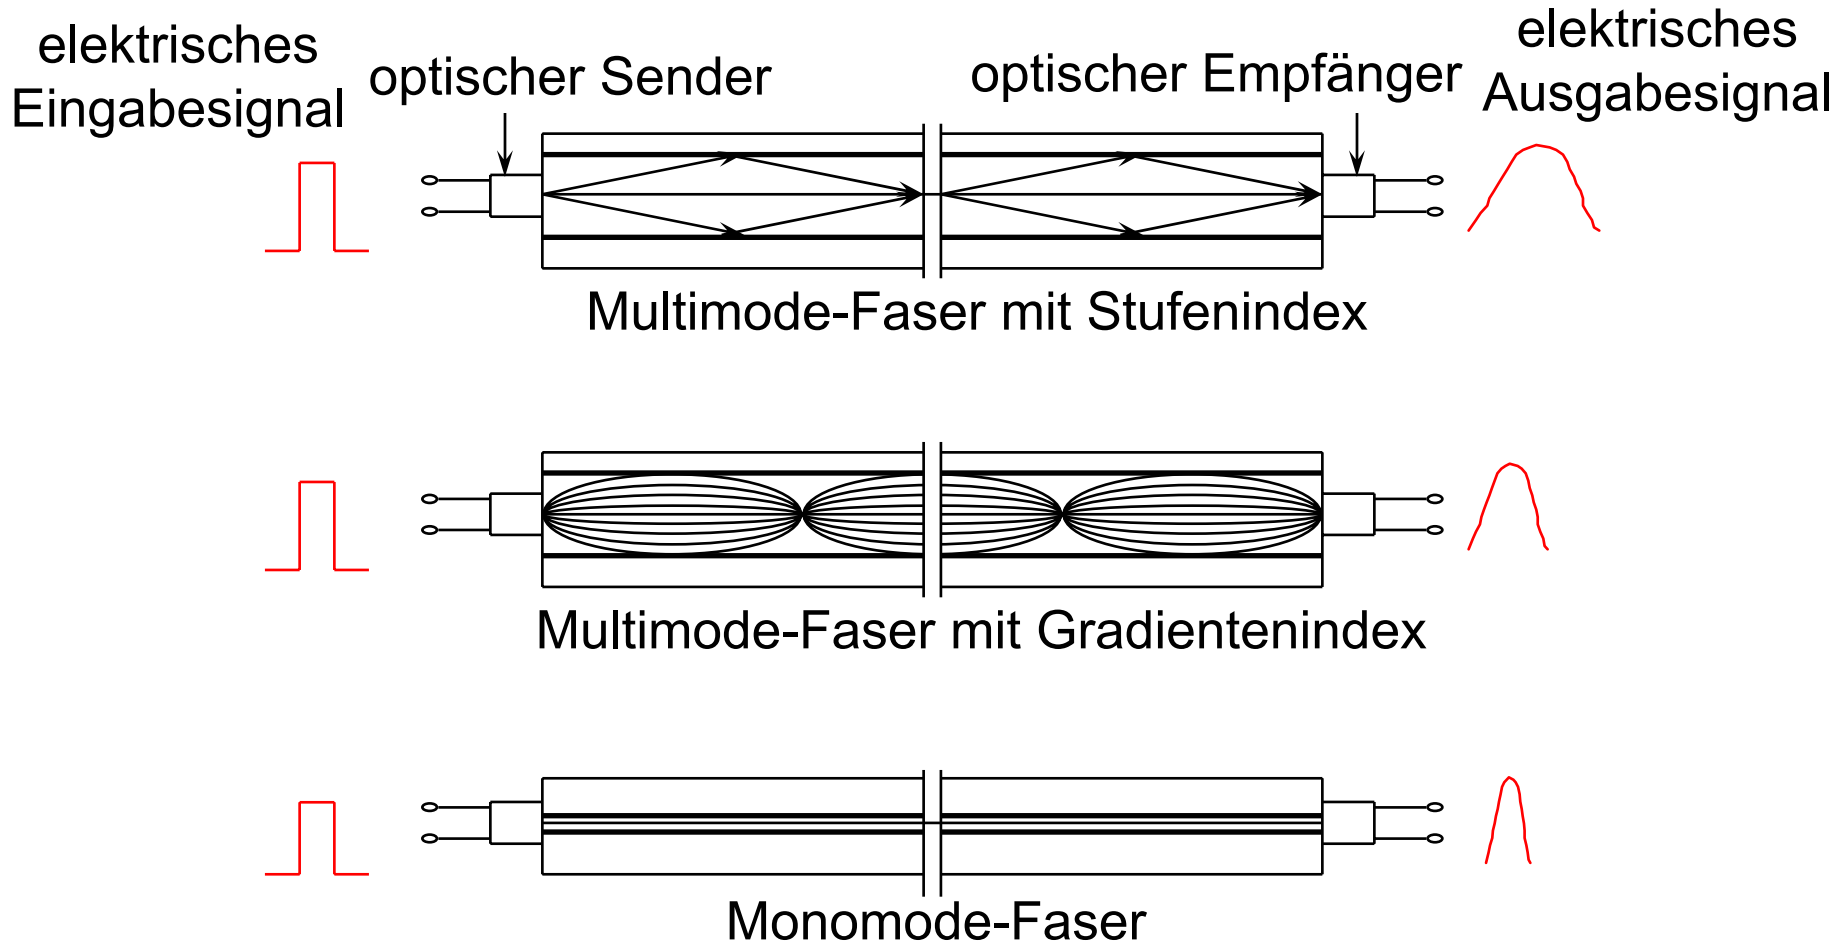 elektrisches
Eingabesignal
optischer Sender
optischer Empfänger
elektrisches
Ausgabesignal
Multimode-Faser mit Stufenindex
Multimode-Faser mit Gradientenindex
Monomode-Faser